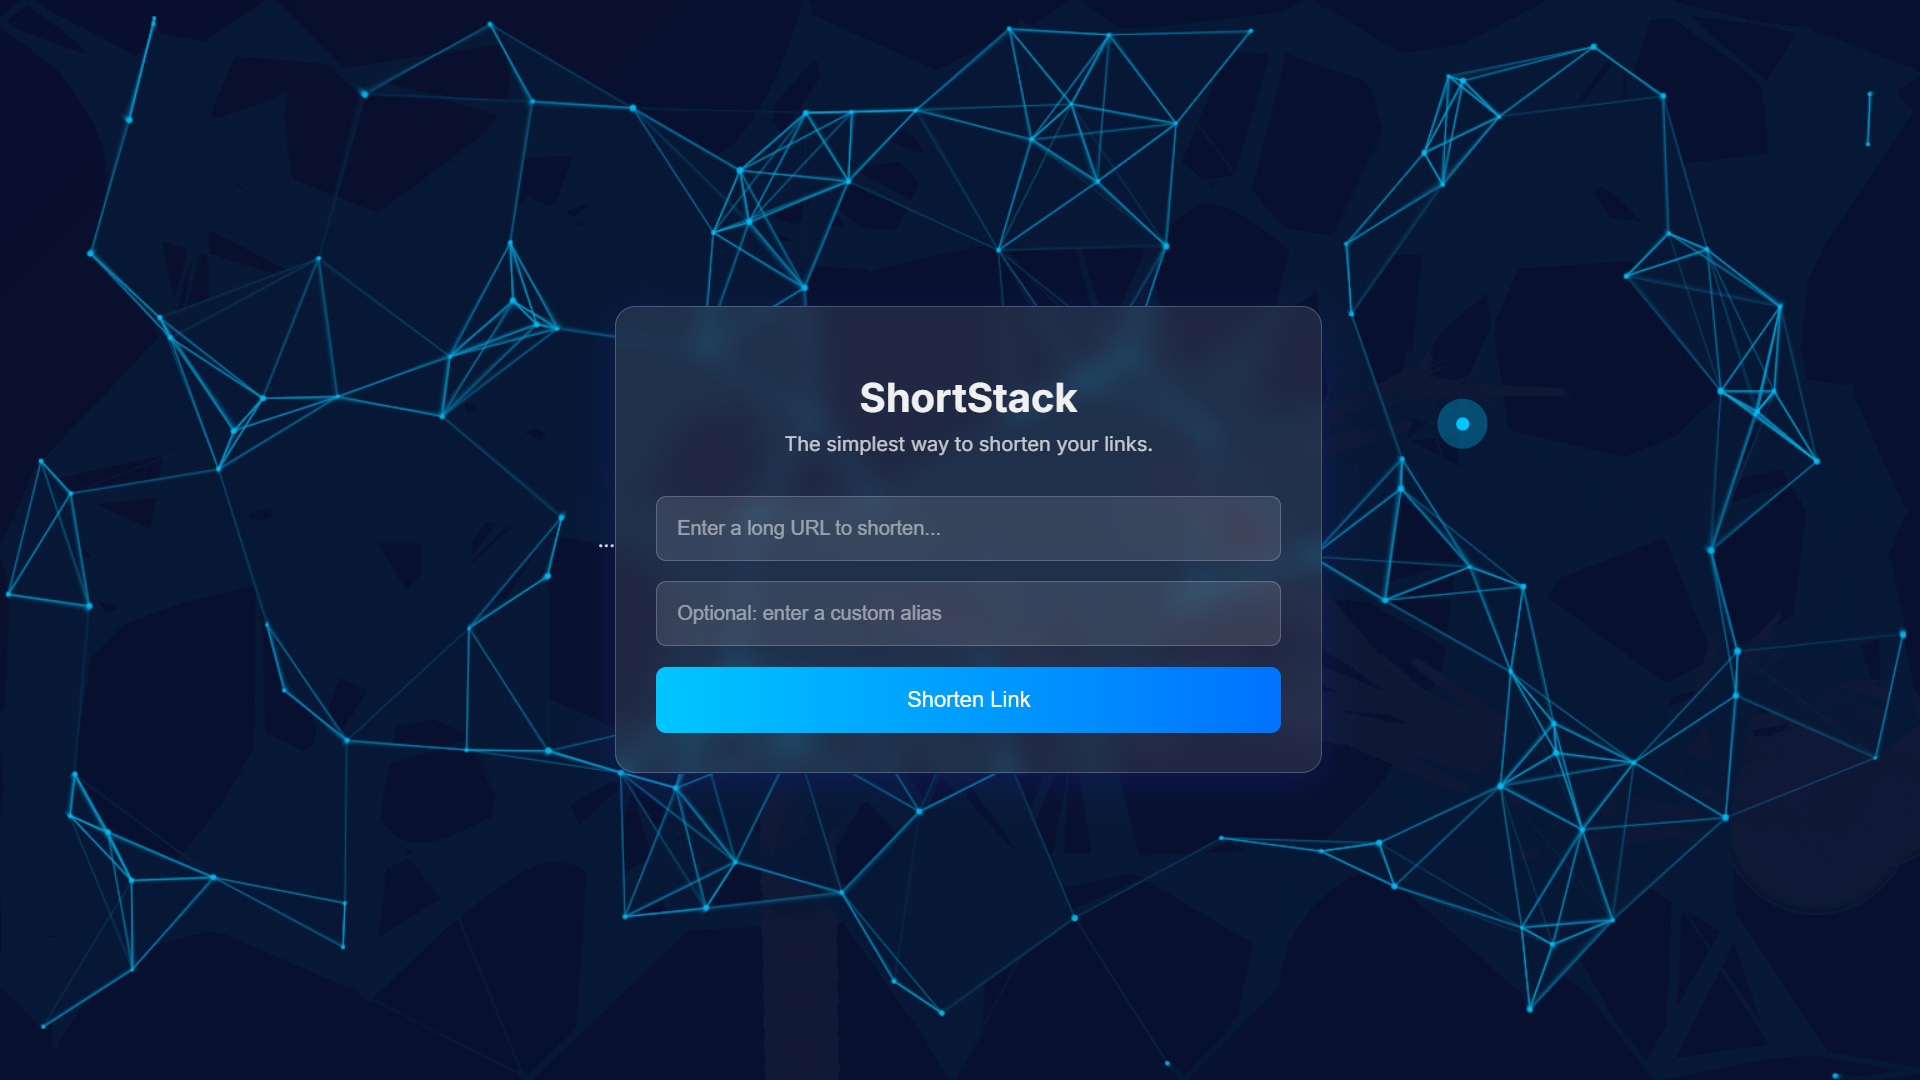 ShortStack
The simplest way to shorten your links.
Enter a long URL to shorten...
...
Optional: enter a custom alias
Shorten Link